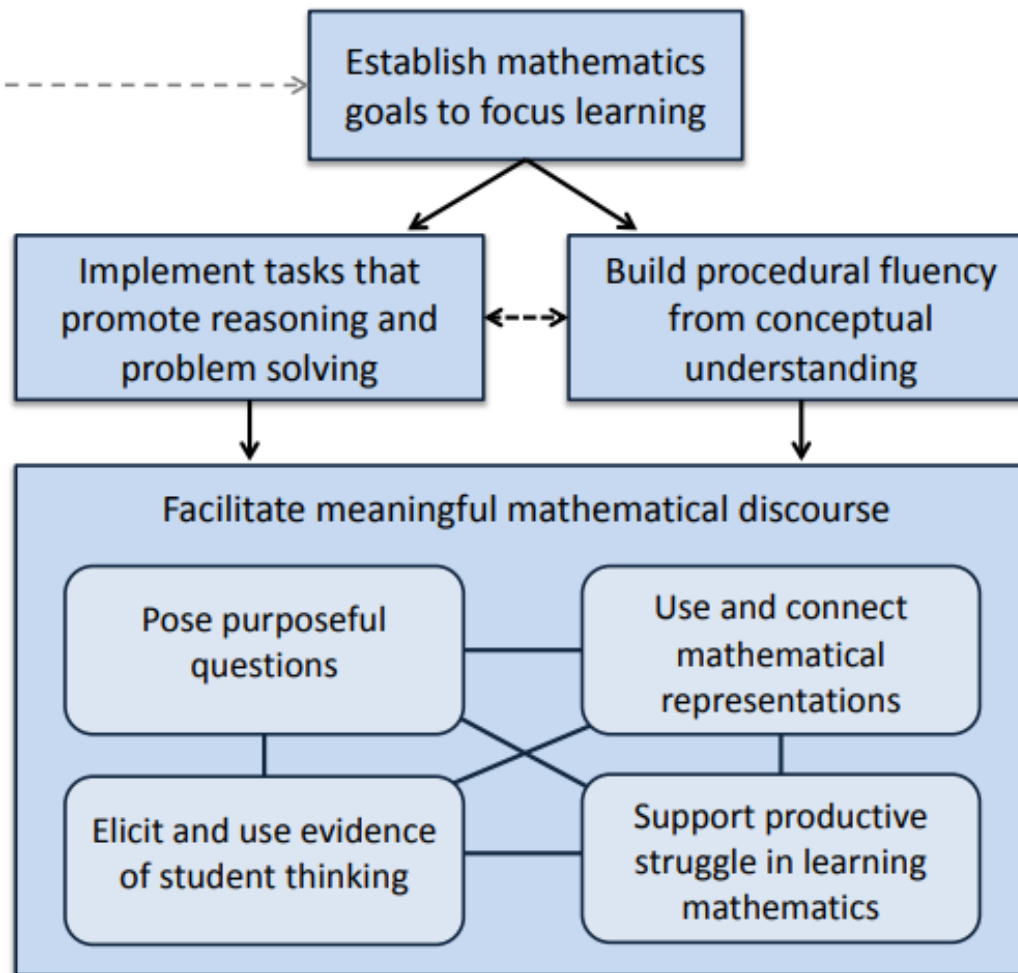 Establish mathematics
goals to focus learning
Implement tasks that
promote reasoning and
problem solving
Build procedural fluency
from conceptual
understanding
Facilitate meaningful mathematical discourse
Pose purposeful
questions
Use and connect
mathematical
representations
Elicit and use evidence
of student thinking
Support productive
struggle in learning
mathematics